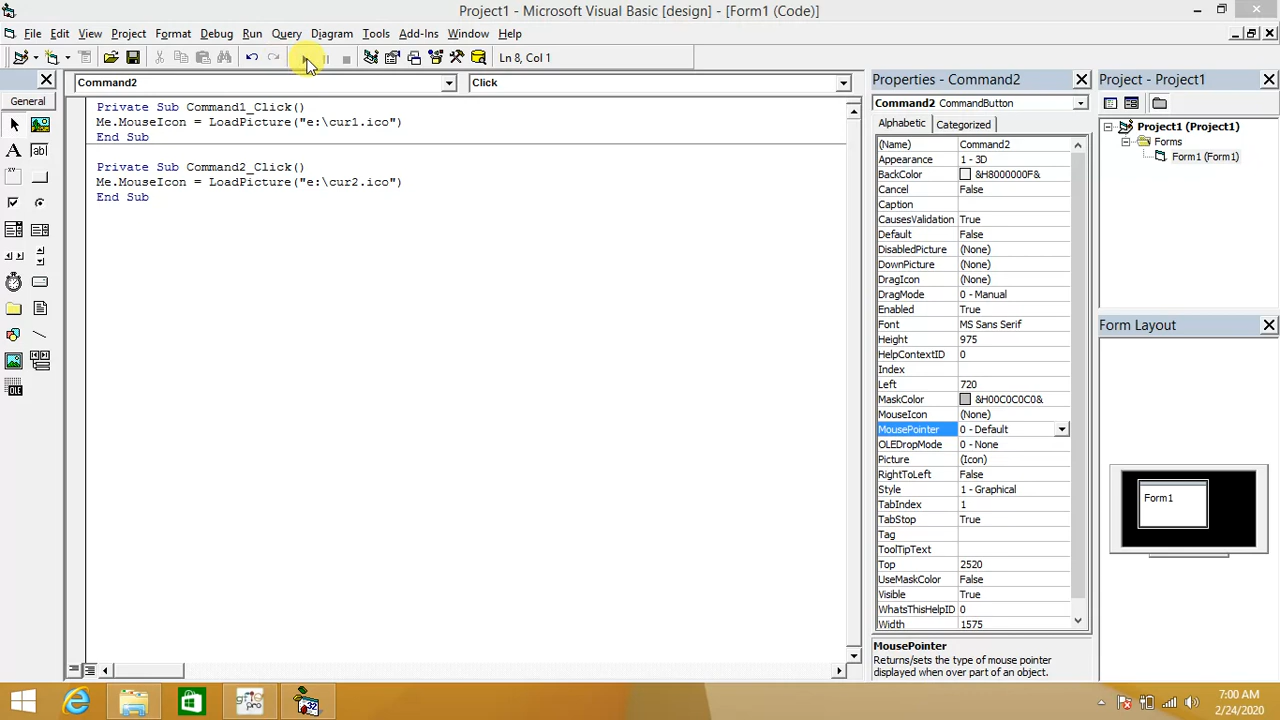 Project1 - Microsoft Visual Basic [design] - [Form1 (Code)]
File Edit View Project Format Debug Run Query Diagram Tools Add-Ins Window Help
Ln 8, Col 1
General
Command2
Click
Private Sub Command1_Click()
Me.MouseIcon = LoadPicture("e:\cur1.ico")
End Sub
Private Sub Command2_Click()
Me.MouseIcon = LoadPicture("e:\cur2.ico")
End Sub
Properties - Command2
Command2 CommandButton
Alphabetic Categorized
(Name) Command2
Appearance 1 - 3D
BackColor &H8000000F&
Cancel False
Caption
CausesValidation True
Default False
DisabledPicture (None)
DownPicture (None)
DragIcon (None)
DragMode 0 - Manual
Enabled True
Font MS Sans Serif
Height 975
HelpContextID 0
Index
Left 720
MaskColor &H00C0C0C0&
MouseIcon (None)
MousePointer 0 - Default
OLEDropMode 0 - None
Picture (Icon)
RightToLeft False
Style 1 - Graphical
TabIndex 1
TabStop True
Tag
ToolTipText
Top 2520
UseMaskColor False
Visible True
WhatsThisHelpID 0
Width 1575
MousePointer
Returns/sets the type of mouse pointer
displayed when over part of an object.
Project - Project1
Project1 (Project1)
Forms
Form1 (Form1)
Form Layout
Form1
7:00 AM
2/24/2020